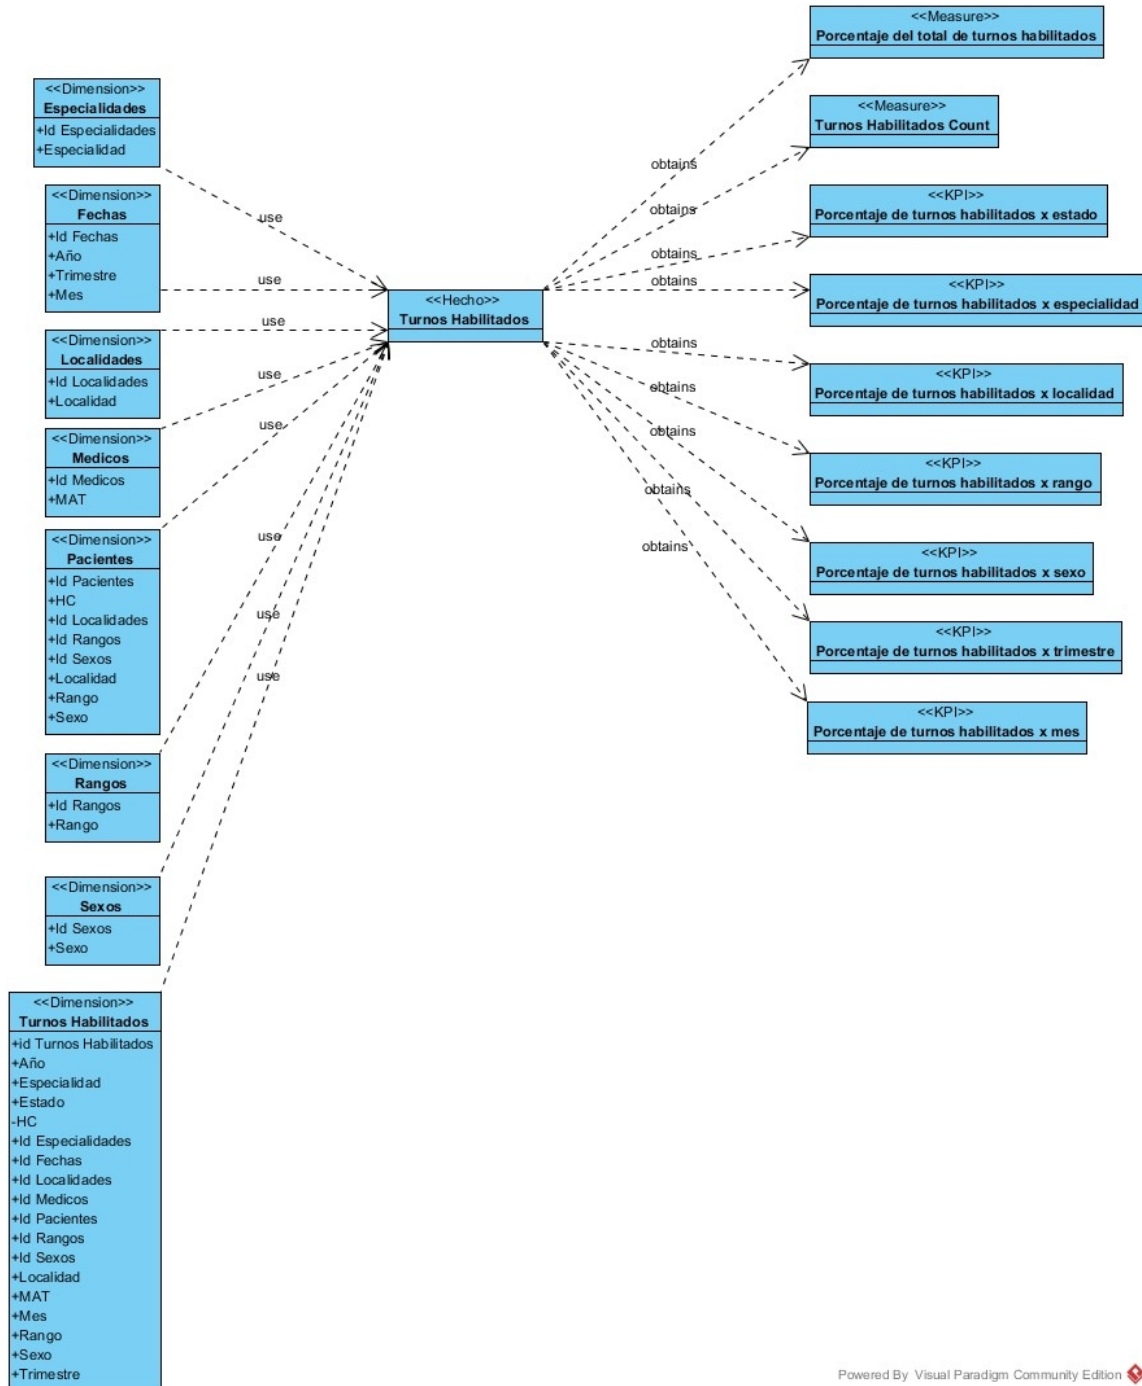 <<Dimension>>
Especialidades
+Id Especialidades
+Especialidad
<<Dimension>>
Fechas
+Id Fechas
+Año
+Trimestre
+Mes
<<Dimension>>
Localidades
+Id Localidades
+Localidad
<<Dimension>>
Medicos
+Id Medicos
+MAT
<<Dimension>>
Pacientes
+Id Pacientes
+HC
+Id Localidades
+Id Rangos
+Id Sexos
+Localidad
+Rango
+Sexo
<<Dimension>>
Rangos
+Id Rangos
+Rango
<<Dimension>>
Sexos
+Id Sexos
+Sexo
<<Dimension>>
Turnos Habilitados
+id Turnos Habilitados
+Año
+Especialidad
+Estado
-HC
+Id Especialidades
+Id Fechas
+Id Localidades
+Id Medicos
+Id Pacientes
+Id Rangos
+Id Sexos
+Localidad
+MAT
+Mes
+Rango
+Sexo
+Trimestre
use
use
use
use
use
use
use
use
<<Hecho>>
Turnos Habilitados
obtains
obtains
obtains
obtains
obtains
obtains
obtains
obtains
obtains
<<Measure>>
Porcentaje del total de turnos habilitados
<<Measure>>
Turnos Habilitados Count
<<KPI>>
Porcentaje de turnos habilitados x estado
<<KPI>>
Porcentaje de turnos habilitados x especialidad
<<KPI>>
Porcentaje de turnos habilitados x localidad
<<KPI>>
Porcentaje de turnos habilitados x rango
<<KPI>>
Porcentaje de turnos habilitados x sexo
<<KPI>>
Porcentaje de turnos habilitados x trimestre
<<KPI>>
Porcentaje de turnos habilitados x mes
Powered By Visual Paradigm Community Edition